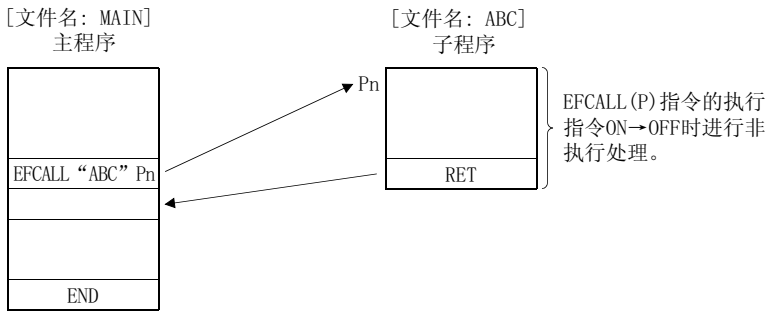 [文件名: MAIN]
主程序
[文件名: ABC]
子程序
Pn
EFCALL(P)指令的执行
指令ON→OFF时进行非
执行处理。
EFCALL“ABC”Pn
RET
END